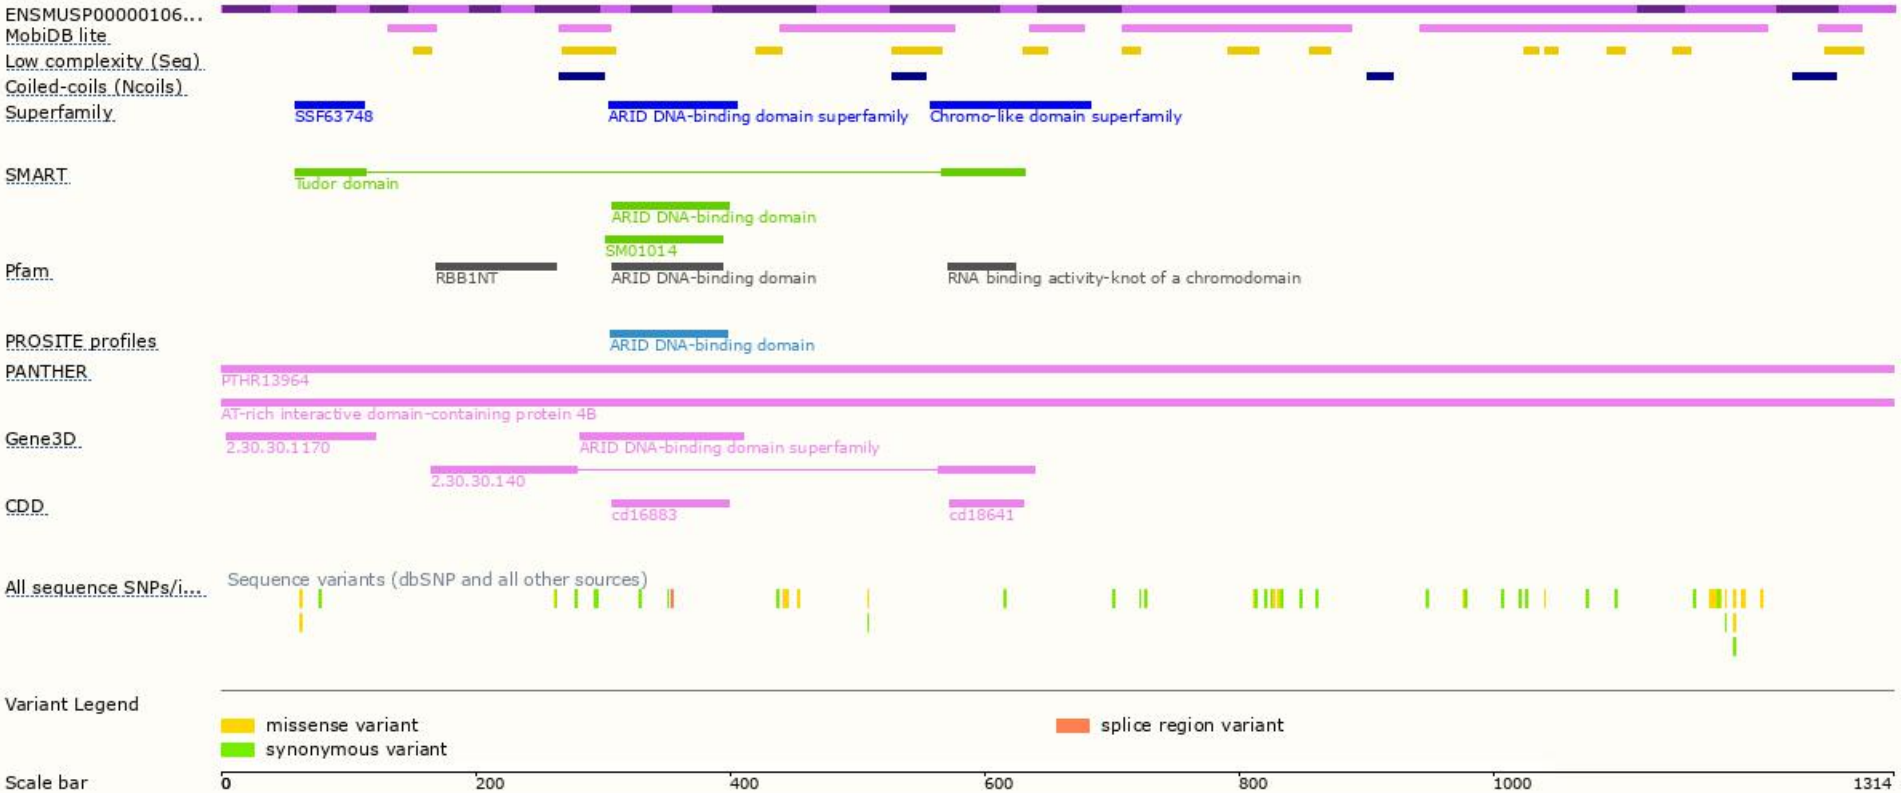 ENSMUSP00000106...
MobiDB lite
Low complexity (Seg)
Coiled-coils (Ncoils)
Superfamily
SSF63748 ARID DNA-binding domain superfamily Chromo-like domain superfamily
SMART
Tudor domain
ARID DNA-binding domain
SM01014
Pfam
RBB1NT ARID DNA-binding domain RNA binding activity-knot of a chromodomain
PROSITE profiles
ARID DNA-binding domain
PANTHER
PTHR13964
AT-rich interactive domain-containing protein 4B
Gene3D
2.30.30.1170 ARID DNA-binding domain superfamily
2.30.30.140
CDD
cd16883 cd18641
Sequence variants (dbSNP and all other sources)
All sequence SNPs/i...
Variant Legend
missense variant splice region variant
synonymous variant
Scale bar 0 200 400 600 800 1000 1314